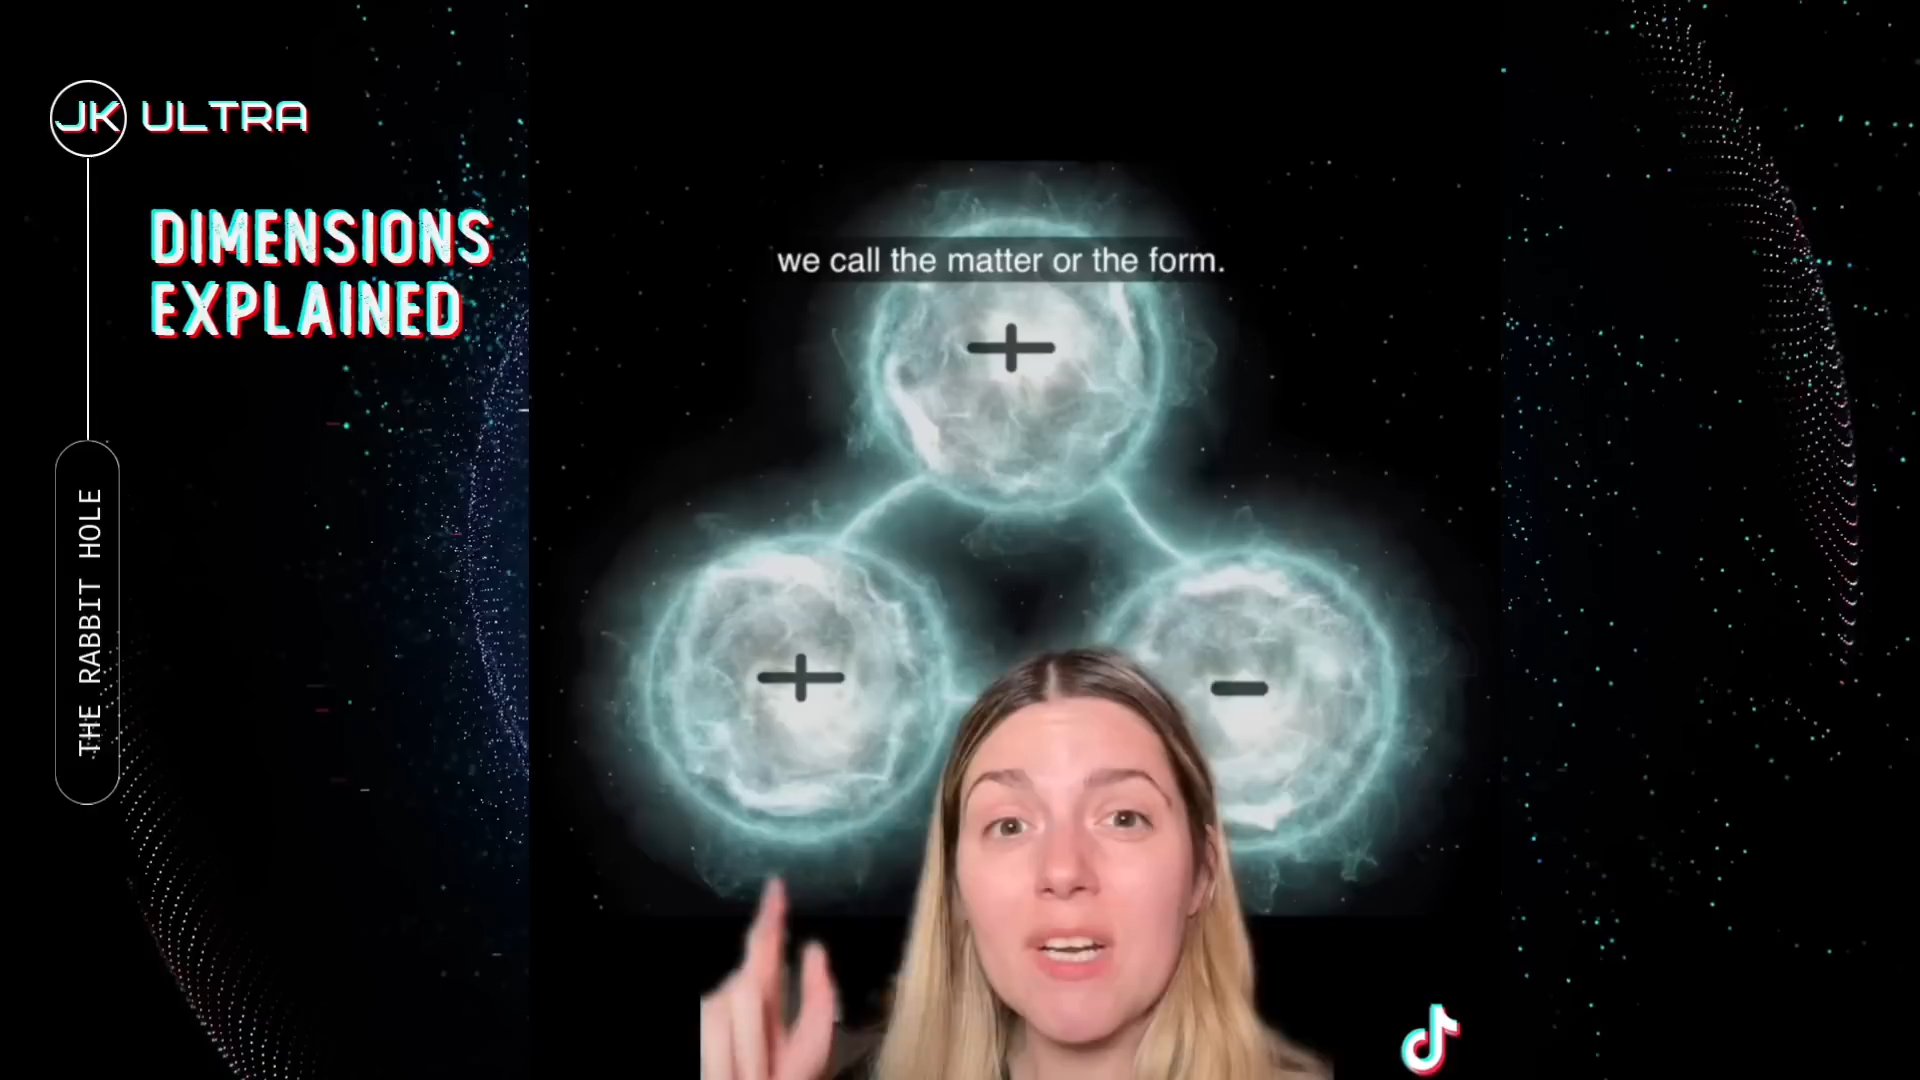 JK ULTRA
DIMENSIONS
EXPLAINED
THE RABBIT HOLE
we call the matter or the form.
+
+
-